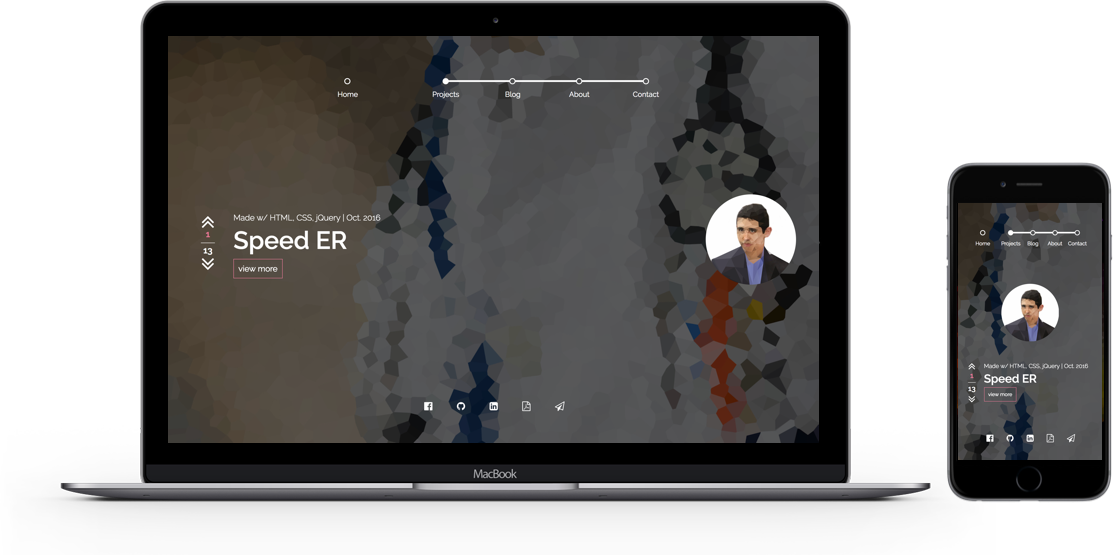 Home Projects Blog About Contact
Made w/ HTML, CSS, jQuery | Oct. 2016
1
13
Speed ER
view more
MacBook
Home Projects Blog About Contact
Made w/ HTML, CSS, jQuery | Oct. 2016
1
13
Speed ER
view more